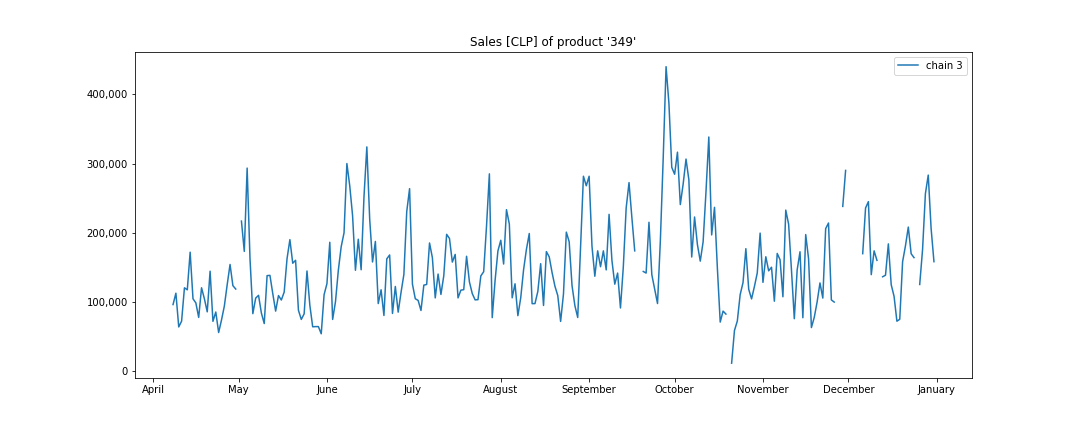 Sales [CLP] of product '349'
chain 3
400,000
300,000
200,000
100,000
0
April May June July August September October November December January